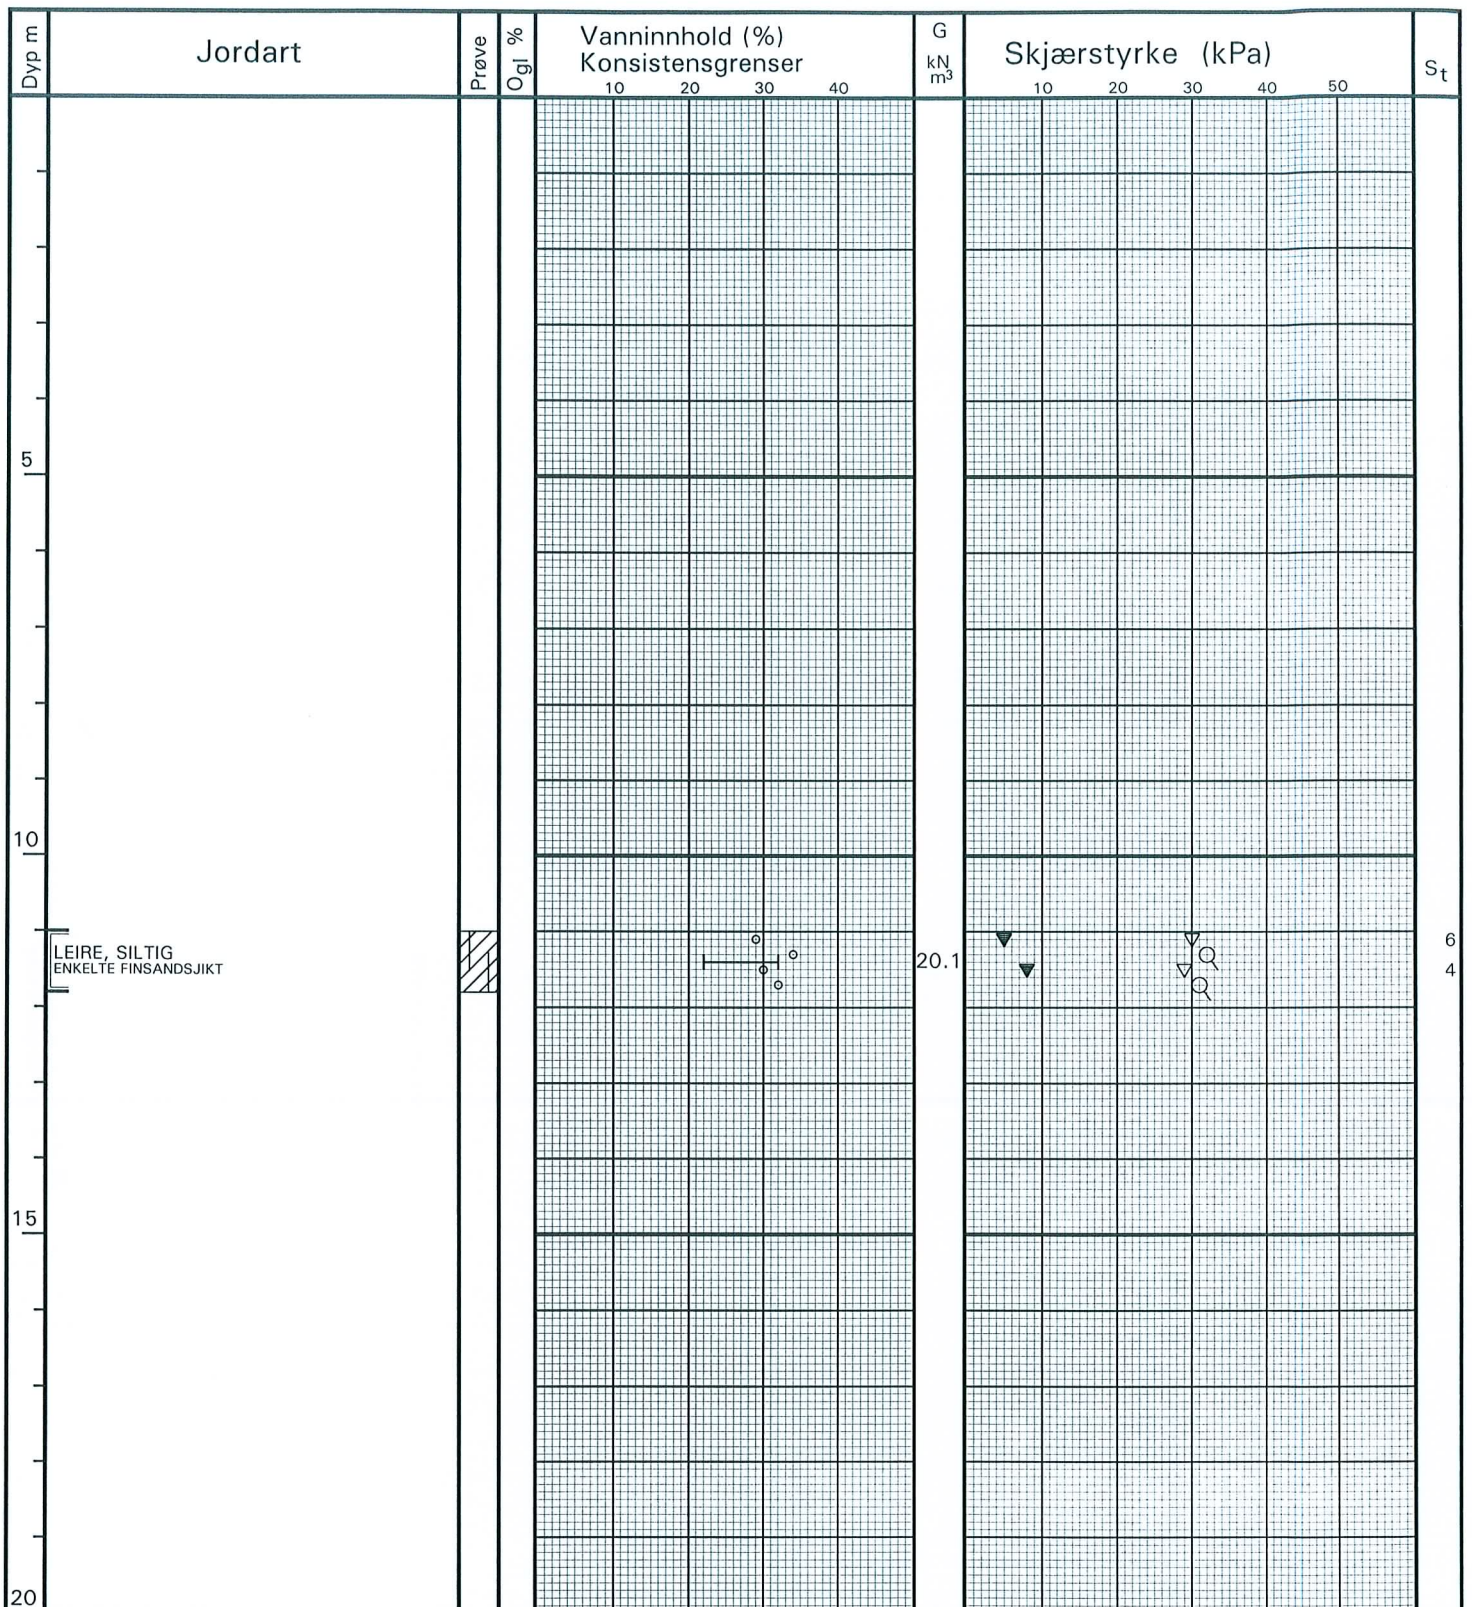 Dyp m
Jordart
Prøve
Ogl %
Vanninnhold (%)
Konsistensgrenser
10 20 30 40
G
kN
m³
Skjærstyrke (kPa)
10 20 30 40 50
St
5
10
LEIRE, SILTIG
ENKELTE FINSANDSJIKT
20.1
6
4
15
20